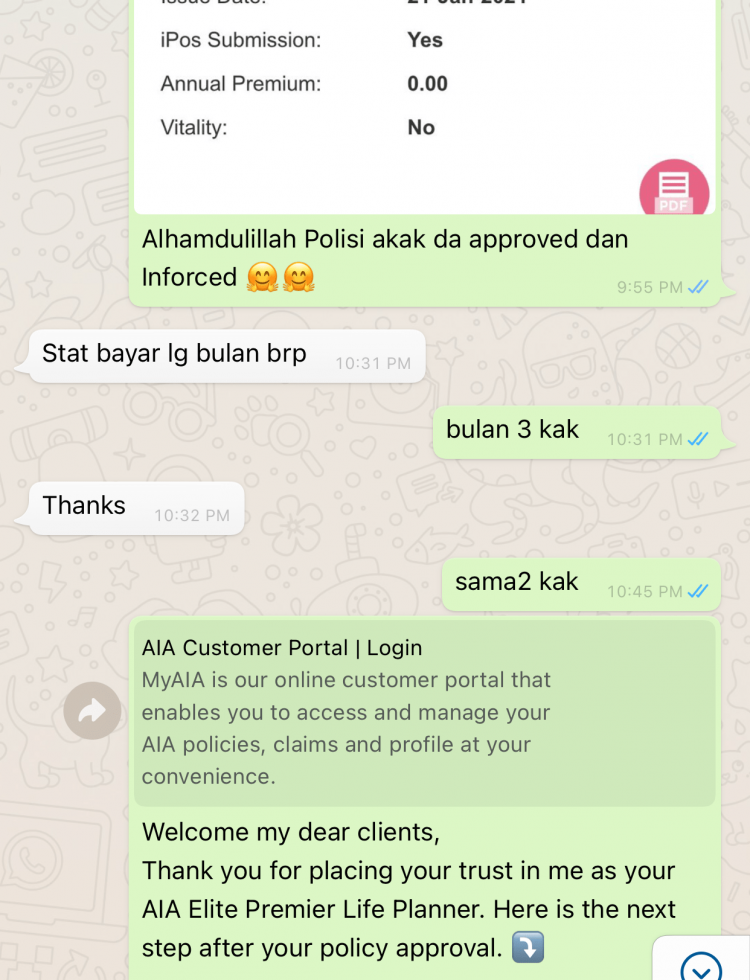 iPos Submission: Yes
Annual Premium: 0.00
Vitality: No
PDF
Alhamdulillah Polisi akak da approved dan
Inforced 🤗🤗
9:55 PM
Stat bayar lg bulan brp 10:31 PM
bulan 3 kak 10:31 PM
Thanks 10:32 PM
sama2 kak 10:45 PM
AIA Customer Portal | Login
MyAIA is our online customer portal that
enables you to access and manage your
AIA policies, claims and profile at your
convenience.
Welcome my dear clients,
Thank you for placing your trust in me as your
AIA Elite Premier Life Planner. Here is the next
step after your policy approval. ⤵️